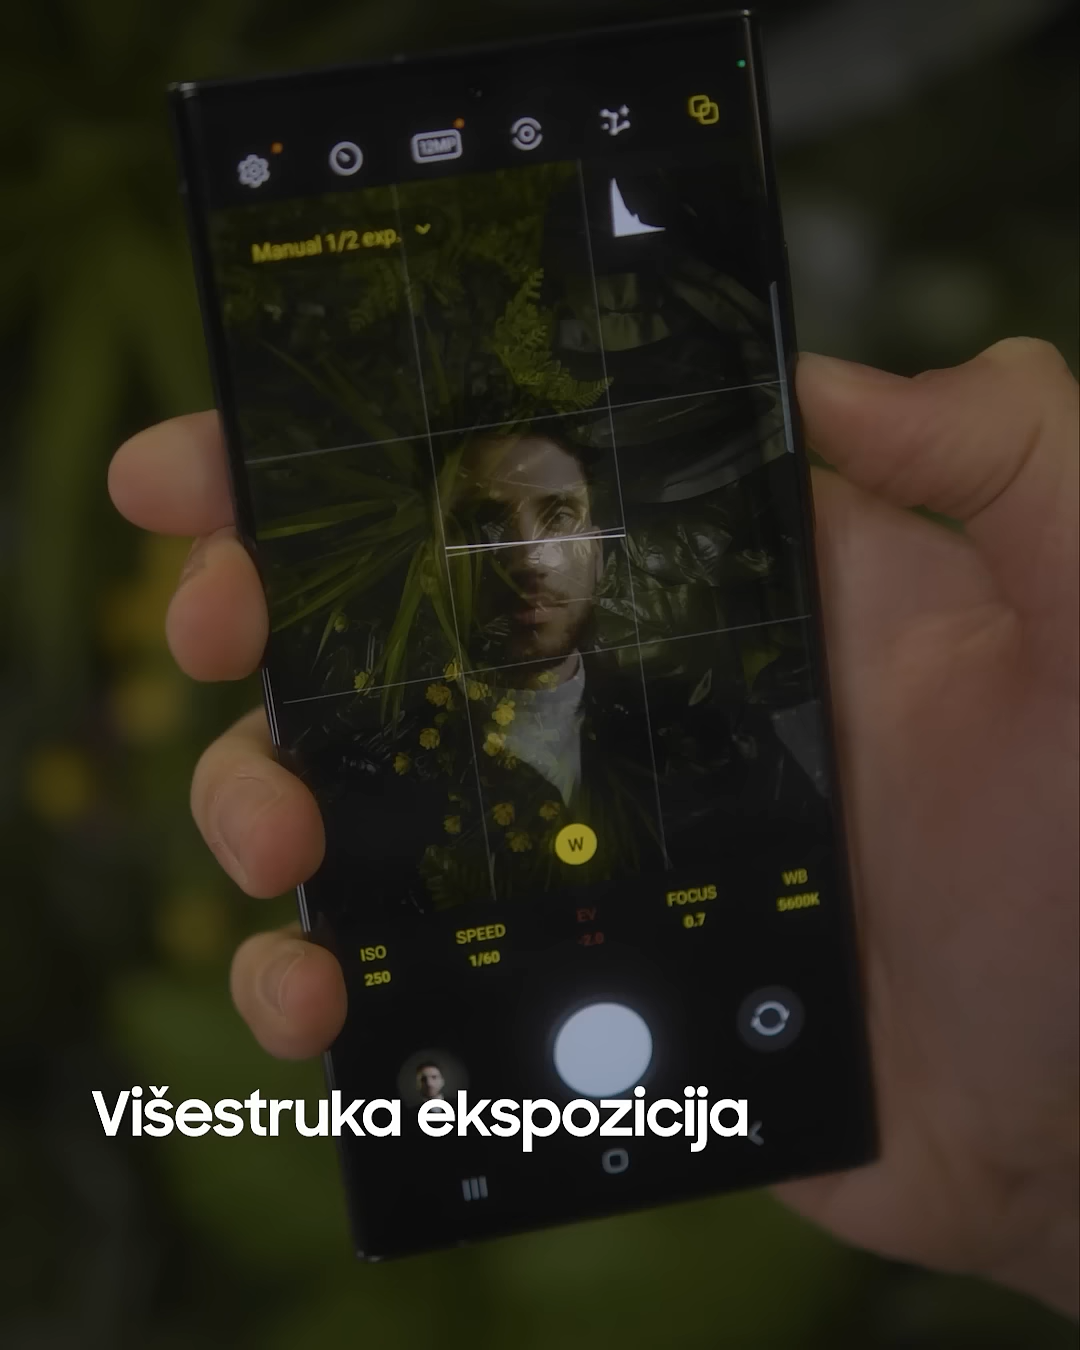 12MP
Manual 1/2 exp.
W
ISO
250
SPEED
1/60
EV
-2.0
FOCUS
0.7
WB
5600K
Višestruka ekspozicija